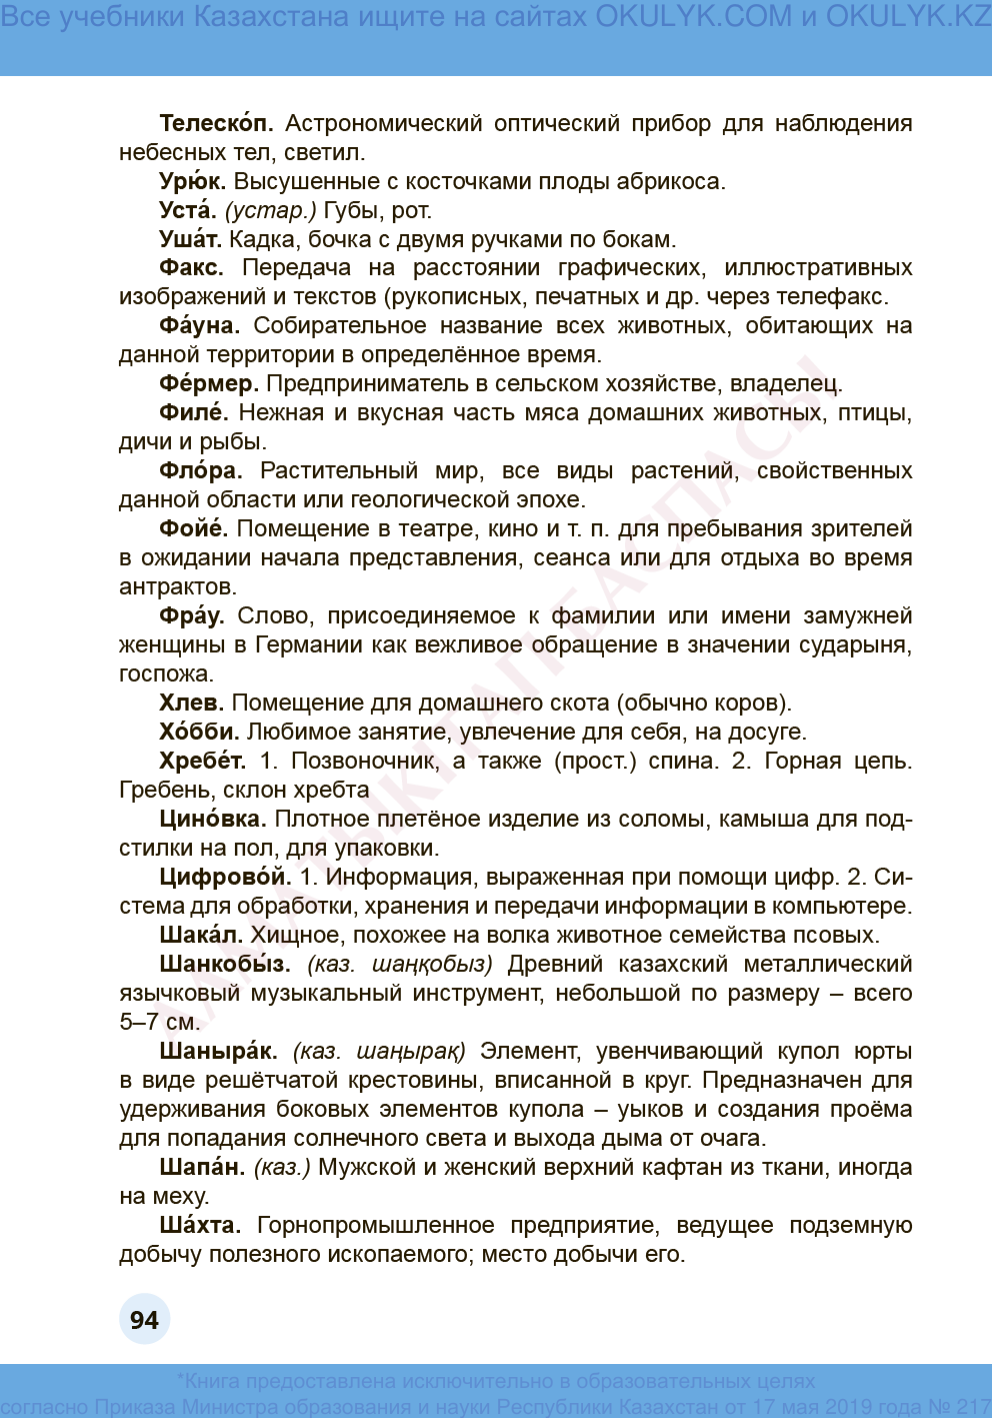 Все учебники Казахстана ищите на сайтах OKULYK.COM и OKULYK.KZ
Телеско́п. Астрономический оптический прибор для наблюдения
небесных тел, светил.
Урю́к. Высушенные с косточками плоды абрикоса.
Уста́. (устар.) Губы, рот.
Уша́т. Кадка, бочка с двумя ручками по бокам.
Факс. Передача на расстоянии графических, иллюстративных
изображений и текстов (рукописных, печатных и др. через телефакс.
Фа́уна. Собирательное название всех животных, обитающих на
данной территории в определённое время.
Фе́рмер. Предприниматель в сельском хозяйстве, владелец.
Филе́. Нежная и вкусная часть мяса домашних животных, птицы,
дичи и рыбы.
Фло́ра. Растительный мир, все виды растений, свойственных
данной области или геологической эпохе.
Фойе́. Помещение в театре, кино и т. п. для пребывания зрителей
в ожидании начала представления, сеанса или для отдыха во время
антрактов.
Фра́у. Слово, присоединяемое к фамилии или имени замужней
женщины в Германии как вежливое обращение в значении сударыня,
госпожа.
Хлев. Помещение для домашнего скота (обычно коров).
Хо́бби. Любимое занятие, увлечение для себя, на досуге.
Хребе́т. 1. Позвоночник, а также (прост.) спина. 2. Горная цепь.
Гребень, склон хребта
Цино́вка. Плотное плетёное изделие из соломы, камыша для под-
стилки на пол, для упаковки.
Цифрово́й. 1. Информация, выраженная при помощи цифр. 2. Си-
стема для обработки, хранения и передачи информации в компьютере.
Шака́л. Хищное, похожее на волка животное семейства псовых.
Шанкобы́з. (каз. шаңқобыз) Древний казахский металлический
язычковый музыкальный инструмент, небольшой по размеру – всего
5–7 см.
Шаныра́к. (каз. шаңырақ) Элемент, увенчивающий купол юрты
в виде решётчатой крестовины, вписанной в круг. Предназначен для
удерживания боковых элементов купола – уыков и создания проёма
для попадания солнечного света и выхода дыма от очага.
Шапа́н. (каз.) Мужской и женский верхний кафтан из ткани, иногда
на меху.
Ша́хта. Горнопромышленное предприятие, ведущее подземную
добычу полезного ископаемого; место добычи его.
АЛМАТЫКІТАП БАСПАСЫ
94
*Книга предоставлена исключительно в образовательных целях
согласно Приказа Министра образования и науки Республики Казахстан от 17 мая 2019 года № 217